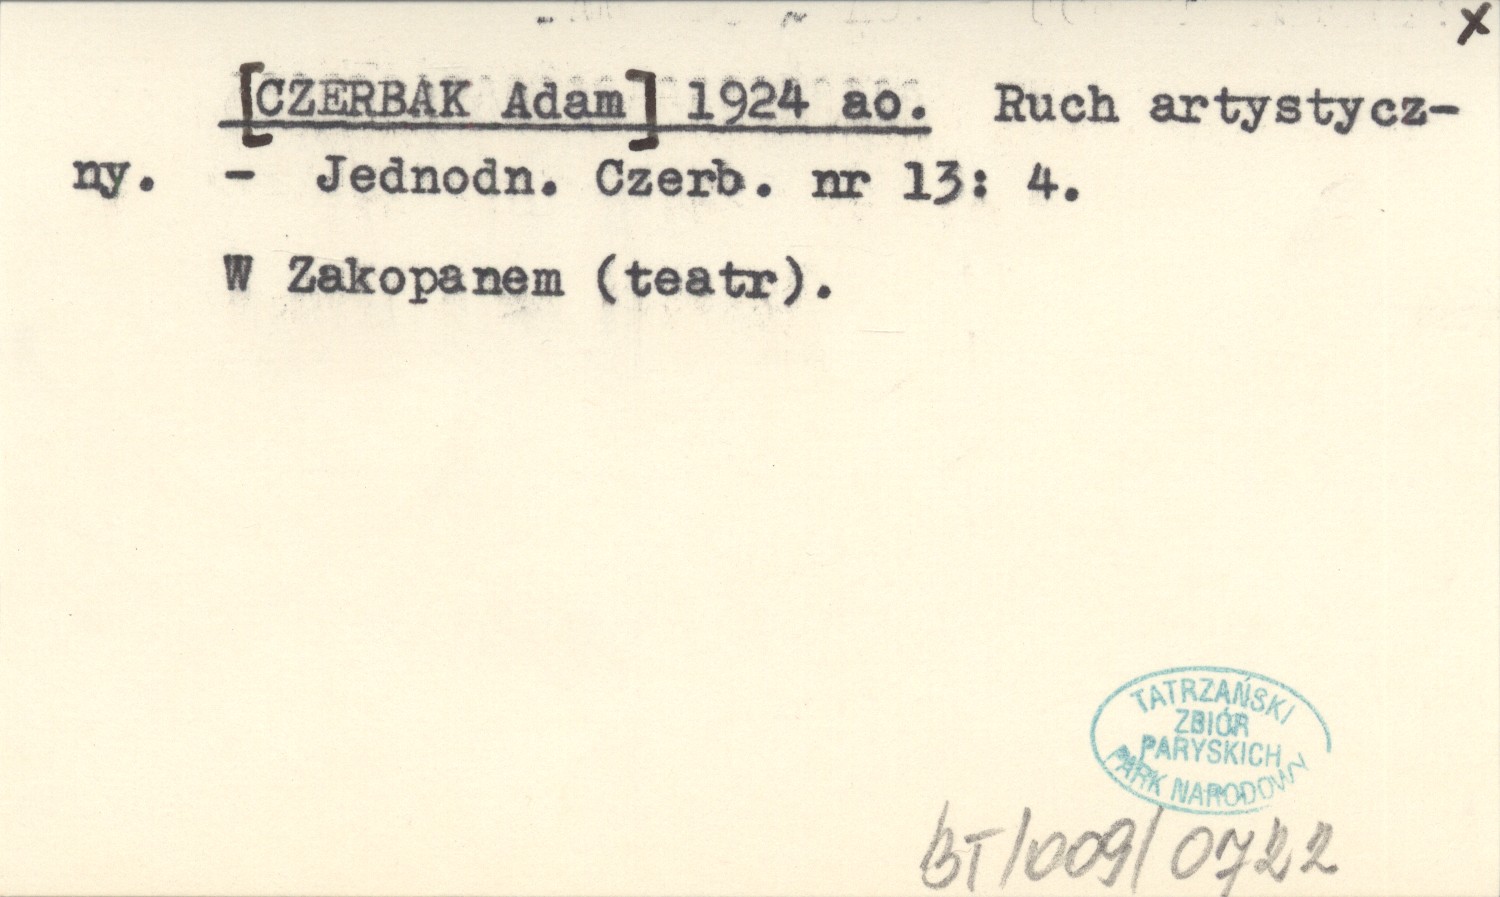 x
[CZERBAK Adam] 1924 ao. Ruch artystycz-
ny. - Jednodn. Czerb. nr 13: 4.
W Zakopanem (teatr).
TATRZAŃSKI
ZBIÓR
PARYSKICH
PARK NARODOWY
BT/009/0722